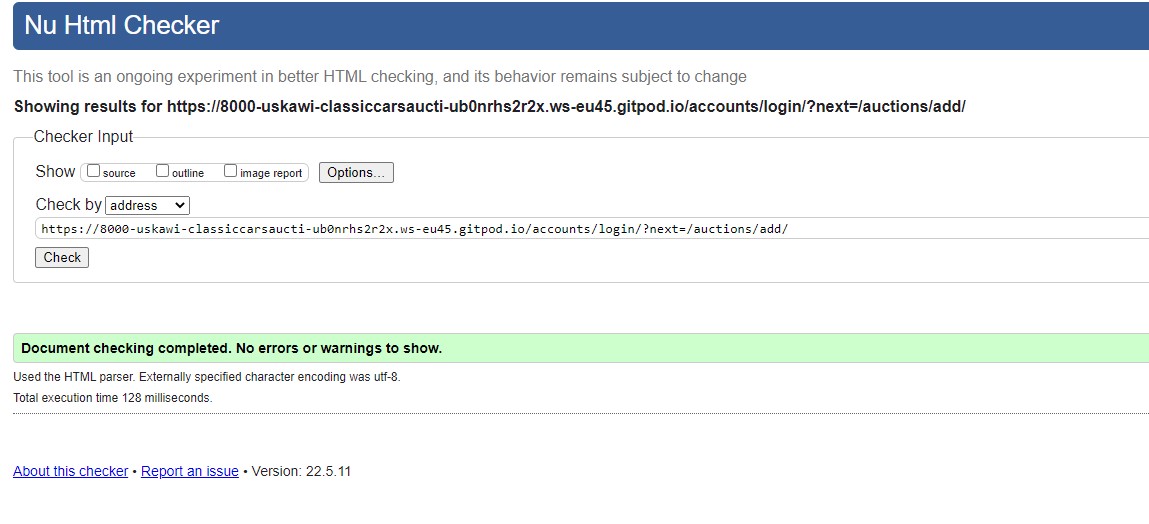 Nu Html Checker
This tool is an ongoing experiment in better HTML checking, and its behavior remains subject to change
Showing results for https://8000-uskawi-classiccarsaucti-ub0nrhs2r2x.ws-eu45.gitpod.io/accounts/login/?next=/auctions/add/
Checker Input
Show source outline image report Options...
Check by address
https://8000-uskawi-classiccarsaucti-ub0nrhs2r2x.ws-eu45.gitpod.io/accounts/login/?next=/auctions/add/
Check
Document checking completed. No errors or warnings to show.
Used the HTML parser. Externally specified character encoding was utf-8.
Total execution time 128 milliseconds.
About this checker • Report an issue • Version: 22.5.11